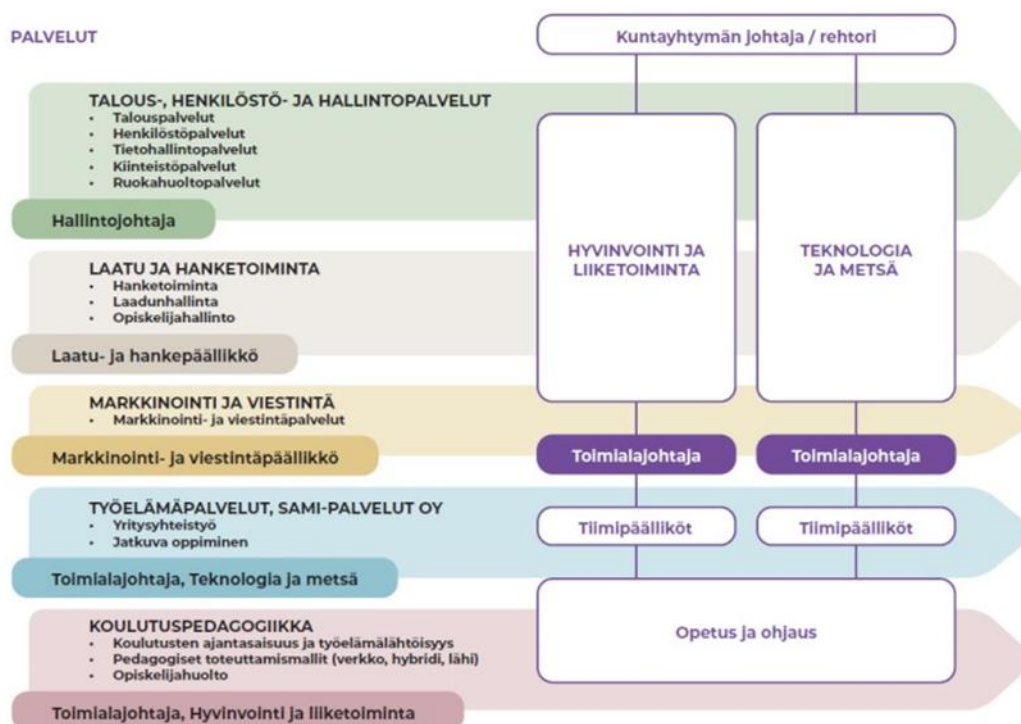 PALVELUT
Kuntayhtymän johtaja / rehtori
TALOUS-, HENKILÖSTÖ- JA HALLINTOPALVELUT
• Talouspalvelut
• Henkilöstöpalvelut
• Tietohallintopalvelut
• Kiinteistöpalvelut
• Ruokahuoltopalvelut
Hallintojohtaja
HYVINVOINTI JA
LIIKETOIMINTA
TEKNOLOGIA
JA METSÄ
LAATU JA HANKETOIMINTA
• Hanketoiminta
• Laadunhallinta
• Opiskelijahallinto
Laatu- ja hankepäällikkö
MARKKINOINTI JA VIESTINTÄ
• Markkinointi- ja viestintäpalvelut
Markkinointi- ja viestintäpäällikkö
Toimialajohtaja
Toimialajohtaja
TYÖELÄMÄPALVELUT, SAMI-PALVELUT OY
• Yritysyhteistyö
• Jatkuva oppiminen
Tiimipäälliköt
Tiimipäälliköt
Toimialajohtaja, Teknologia ja metsä
KOULUTUSPEDAGOGIIKKA
• Koulutusten ajantasaisuus ja työelämälähtöisyys
• Pedagogiset toteuttamismallit (verkko, hybridi, lähi)
• Opiskelijahuolto
Opetus ja ohjaus
Toimialajohtaja, Hyvinvointi ja liiketoiminta